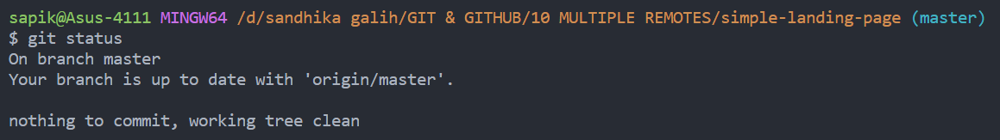 sapik@Asus-4111 MINGW64 /d/sandhika galih/GIT & GITHUB/10 MULTIPLE REMOTES/simple-landing-page (master)
$ git status
On branch master
Your branch is up to date with 'origin/master'.
nothing to commit, working tree clean